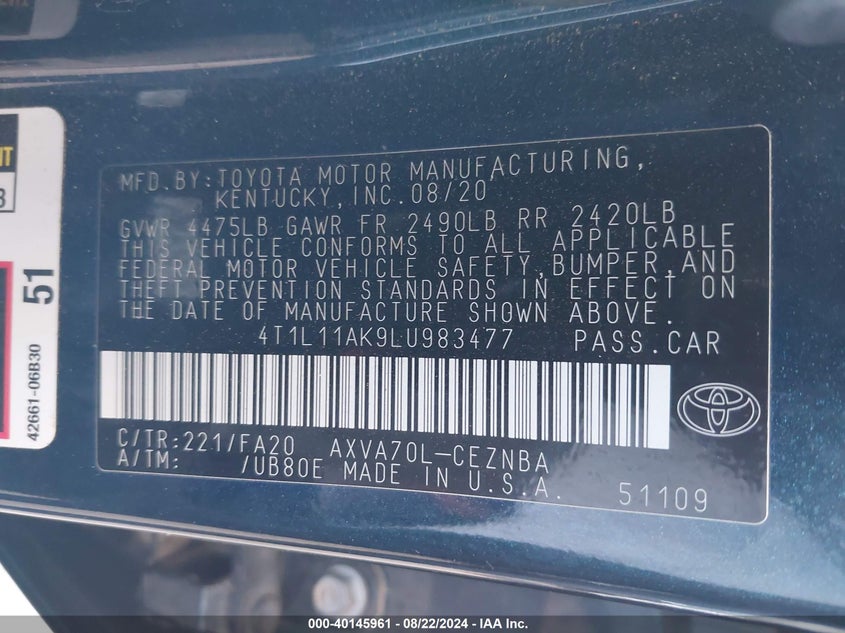 MFD.BY:TOYOTA MOTOR MANUFACTURING,
KENTUCKY,INC.08/20
GVWR 4475LB GAWR FR 2490LB RR 2420LB
THIS VEHICLE CONFORMS TO ALL APPLICABLE
FEDERAL MOTOR VEHICLE SAFETY,BUMPER,AND
THEFT PREVENTION STANDARDS IN EFFECT ON
THE DATE OF MANUFACTURE SHOWN ABOVE.
4T1L11AK9LU983477 PASS.CAR
C/TR:221/FA20 AXVA70L-CEZNBA
A/TM: /UB80E MADE IN U.S.A. 51109
51
42661-06B30
000-40145961 - 08/22/2024 - IAA Inc.